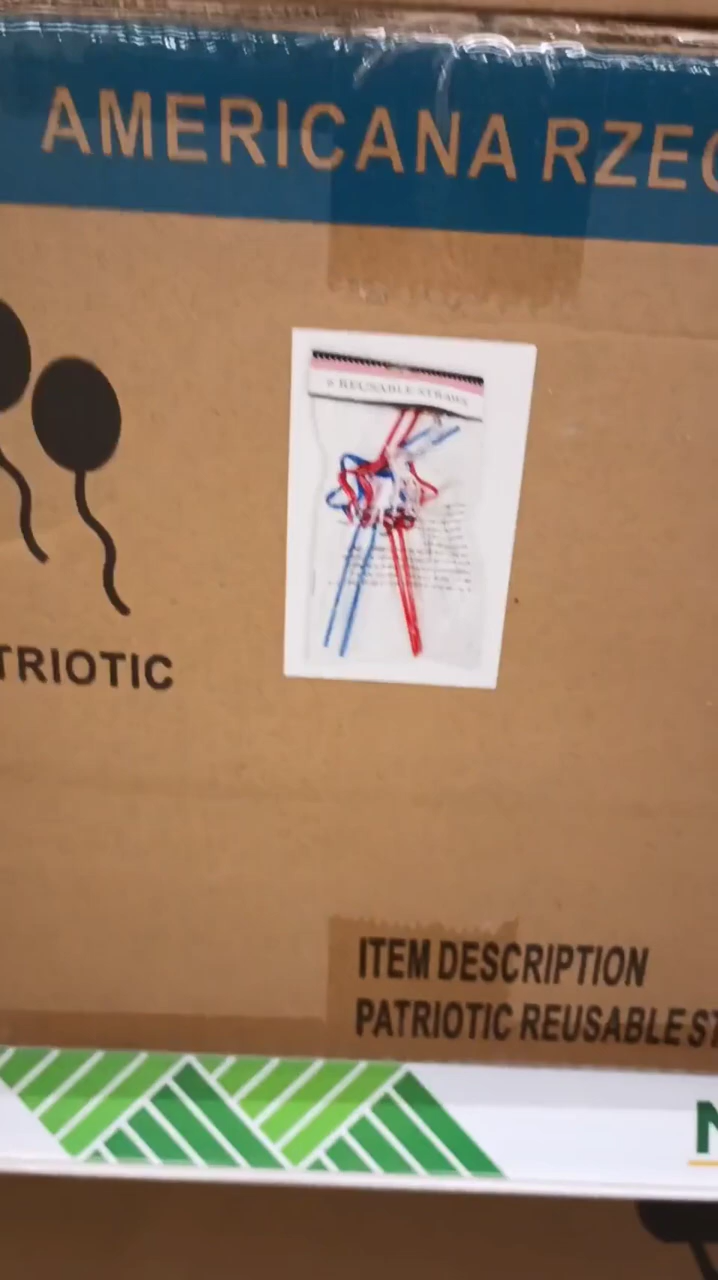 AMERICANA RZEC
REUSABLE STRAWS
TRIOTIC
ITEM DESCRIPTION
PATRIOTIC REUSABLE ST
N